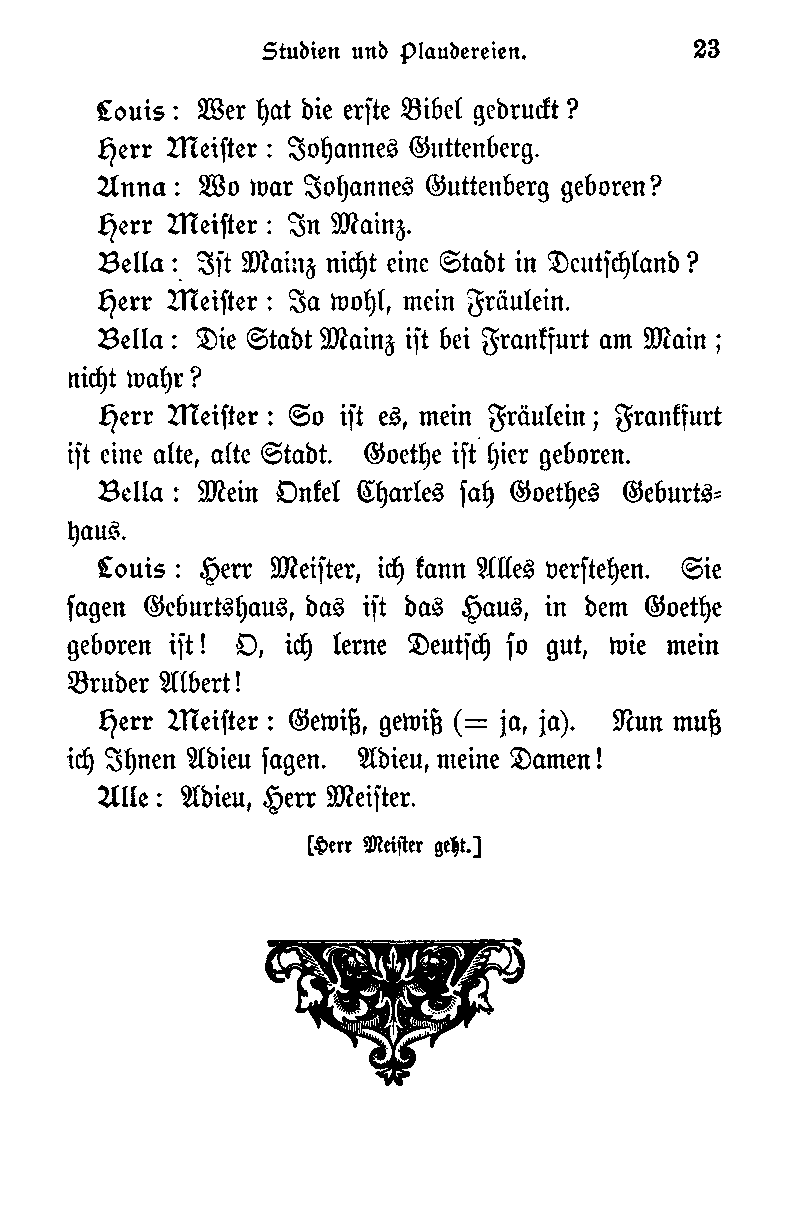 Studien und Plaudereien. 23
Louis: Wer hat die erste Bibel gedruckt?
Herr Meister: Johannes Guttenberg.
Anna: Wo war Johannes Guttenberg geboren?
Herr Meister: In Mainz.
Bella: Ist Mainz nicht eine Stadt in Deutschland?
Herr Meister: Ja wohl, mein Fräulein.
Bella: Die Stadt Mainz ist bei Frankfurt am Main;
nicht wahr?
Herr Meister: So ist es, mein Fräulein; Frankfurt
ist eine alte, alte Stadt. Goethe ist hier geboren.
Bella: Mein Onkel Charles sah Goethes Geburts-
haus.
Louis: Herr Meister, ich kann Alles verstehen. Sie
sagen Geburtshaus, das ist das Haus, in dem Goethe
geboren ist! O, ich lerne Deutsch so gut, wie mein
Bruder Albert!
Herr Meister: Gewiß, gewiß (= ja, ja). Nun muß
ich Ihnen Adieu sagen. Adieu, meine Damen!
Alle: Adieu, Herr Meister.
[Herr Meister geht.]